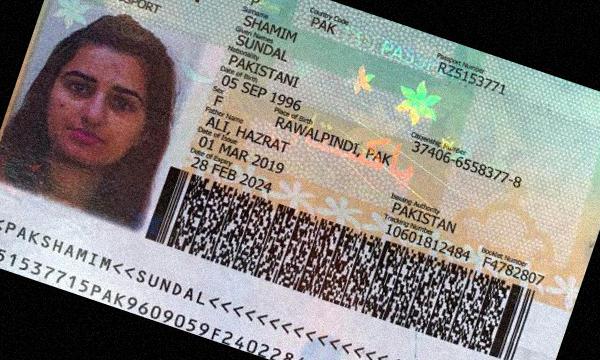 PASSPORT
P
Country Code
PAK
Passport Number
RZ5153771
Surname
SHAMIM
Given Names
SUNDAL
Nationality
PAKISTANI
Date of Birth
05 SEP 1996
Citizenship Number
37406-6558377-8
Sex
F
Place of Birth
RAWALPINDI, PAK
Father Name
ALI, HAZRAT
Date of Issue
01 MAR 2019
Issuing Authority
PAKISTAN
Date of Expiry
28 FEB 2024
Tracking Number
10601812484
Booklet Number
F4782807
<PAKSHAMIM<<SUNDAL<<<<<<<<<<<<<<<<
51537715PAK9609059F240228